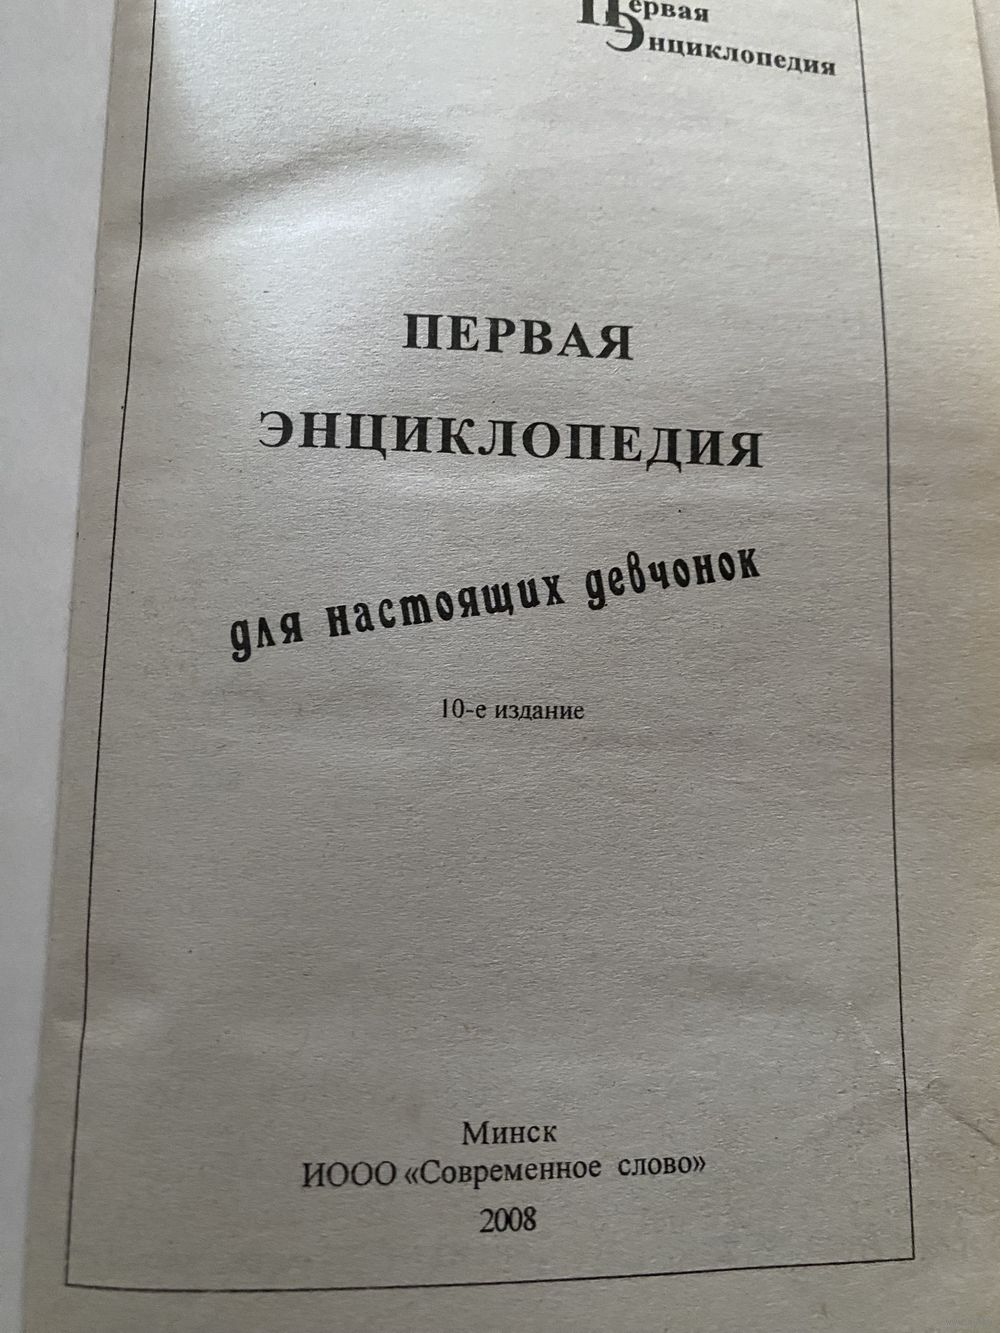 Первая
Энциклопедия
ПЕРВАЯ
ЭНЦИКЛОПЕДИЯ
для настоящих девчонок
10-е издание
Минск
ИООО «Современное слово»
2008